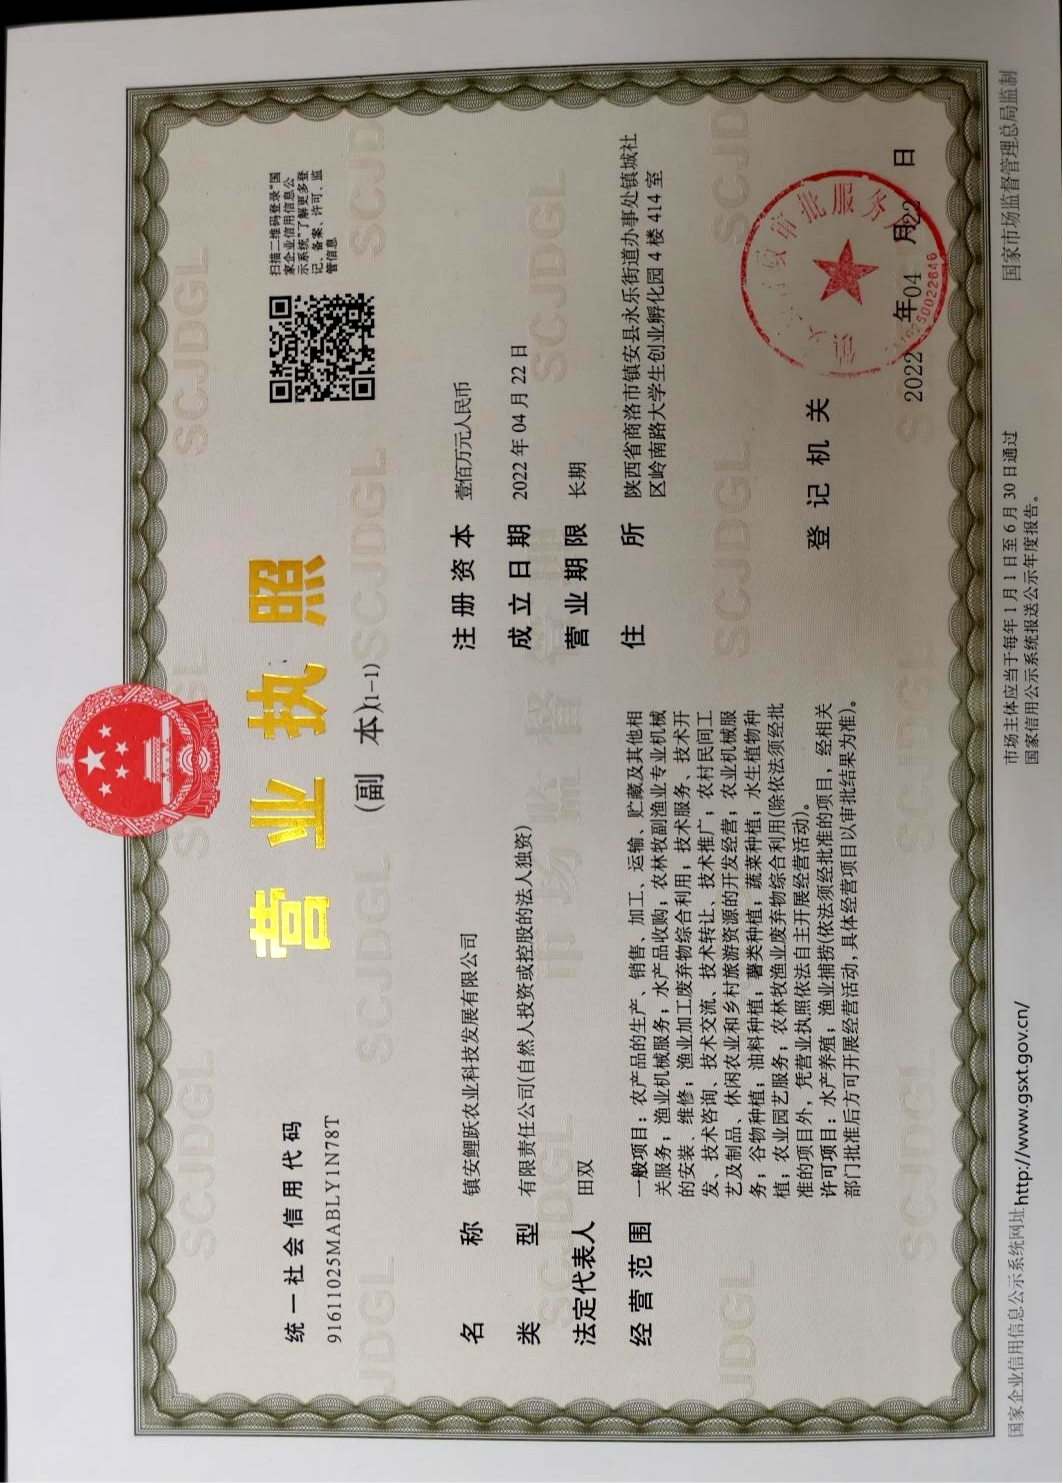 统一社会信用代码
91611025MABLY1N78T
营业执照
(副 本)(1-1)
扫描二维码登录“国
家企业信用信息公
示系统”了解更多登
记、备案、许可、监
管信息
名称 镇安鲤跃农业科技发展有限公司
类型 有限责任公司(自然人投资或控股的法人独资)
法定代表人 田双
经营范围 一般项目：农产品的生产、销售、加工、运输、贮藏及其他相
关服务；渔业机械服务；水产品收购；农林牧副渔业专业机械
的安装、维修；渔业加工废弃物综合利用；技术服务、技术开
发、技术咨询、技术交流、技术转让、技术推广；农村民间工
艺及制品、休闲农业和乡村旅游资源的开发经营；农业机械服
务；谷物种植；油料种植；薯类种植；蔬菜种植；水生植物种
植；农业园艺服务；农林牧渔业废弃物综合利用(除依法须经批
准的项目外，凭营业执照依法自主开展经营活动)。
许可项目：水产养殖；渔业捕捞(依法须经批准的项目，经相关
部门批准后方可开展经营活动,具体经营项目以审批结果为准)。
注册资本 壹佰万元人民币
成立日期 2022年04月22日
营业期限 长期
住所 陕西省商洛市镇安县永乐街道办事处镇城社
区岭南路大学生创业孵化园4楼414室
登记机关
审批服务
2022年04月22日
国家企业信用信息公示系统网址http://www.gsxt.gov.cn/
市场主体应当于每年1月1日至6月30日通过
国家信用公示系统报送公示年度报告。
国家市场监督管理总局监制